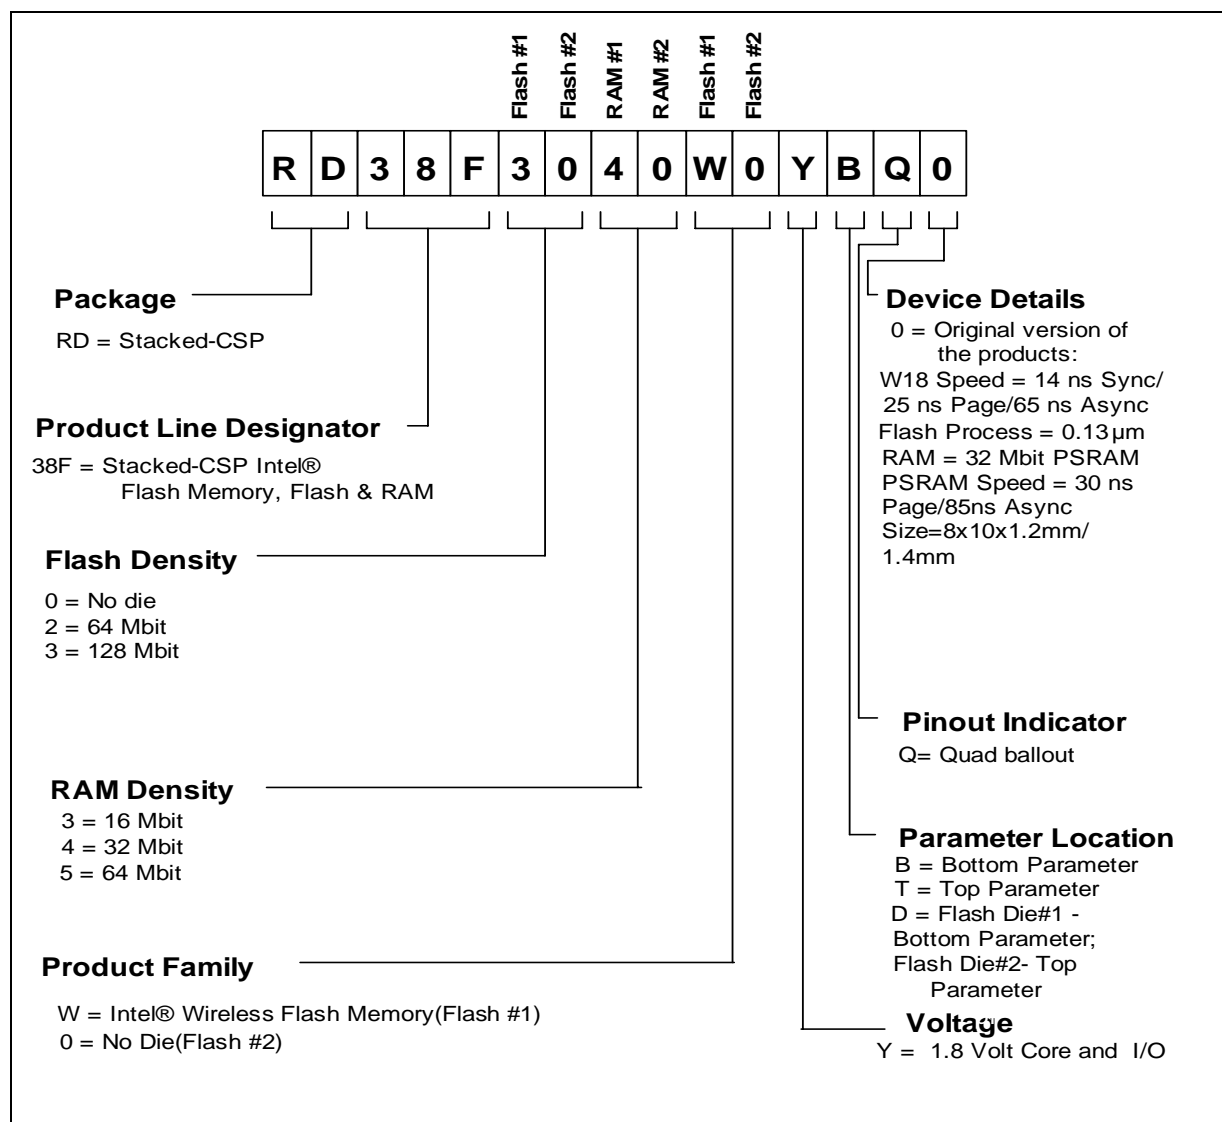 Flash #1
Flash #2
RAM #1
RAM #2
Flash #1
Flash #2
R D 3 8 F 3 0 4 0 W 0 Y B Q 0
Package
RD = Stacked-CSP
Product Line Designator
38F = Stacked-CSP Intel®
Flash Memory, Flash & RAM
Flash Density
0 = No die
2 = 64 Mbit
3 = 128 Mbit
RAM Density
3 = 16 Mbit
4 = 32 Mbit
5 = 64 Mbit
Product Family
W = Intel® Wireless Flash Memory(Flash #1)
0 = No Die(Flash #2)
Device Details
0 = Original version of
the products:
W18 Speed = 14 ns Sync/
25 ns Page/65 ns Async
Flash Process = 0.13µm
RAM = 32 Mbit PSRAM
PSRAM Speed = 30 ns
Page/85ns Async
Size=8x10x1.2mm/
1.4mm
Pinout Indicator
Q= Quad ballout
Parameter Location
B = Bottom Parameter
T = Top Parameter
D = Flash Die#1 -
Bottom Parameter;
Flash Die#2- Top
Parameter
Voltage
Y = 1.8 Volt Core and I/O